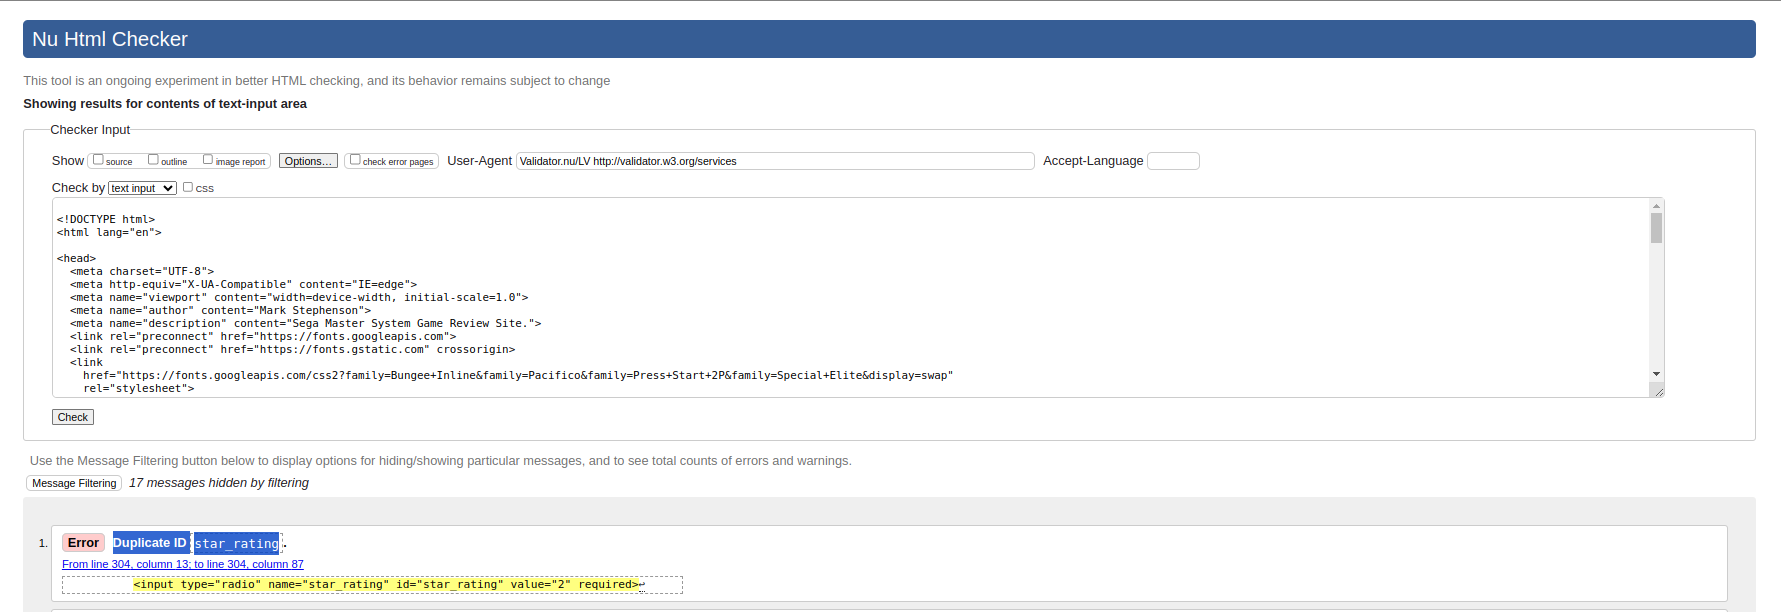 Nu Html Checker
This tool is an ongoing experiment in better HTML checking, and its behavior remains subject to change
Showing results for contents of text-input area
Checker Input
Show source outline image report Options... check error pages User-Agent Validator.nu/LV http://validator.w3.org/services Accept-Language
Check by text input css
<!DOCTYPE html>
<html lang="en">
<head>
<meta charset="UTF-8">
<meta http-equiv="X-UA-Compatible" content="IE=edge">
<meta name="viewport" content="width=device-width, initial-scale=1.0">
<meta name="author" content="Mark Stephenson">
<meta name="description" content="Sega Master System Game Review Site.">
<link rel="preconnect" href="https://fonts.googleapis.com">
<link rel="preconnect" href="https://fonts.gstatic.com" crossorigin>
<link
href="https://fonts.googleapis.com/css2?family=Bungee+Inline&family=Pacifico&family=Press+Start+2P&family=Special+Elite&display=swap"
rel="stylesheet">
Check
Use the Message Filtering button below to display options for hiding/showing particular messages, and to see total counts of errors and warnings.
Message Filtering 17 messages hidden by filtering
1. Error Duplicate ID star_rating.
From line 304, column 13; to line 304, column 87
<input type="radio" name="star_rating" id="star_rating" value="2" required>↩